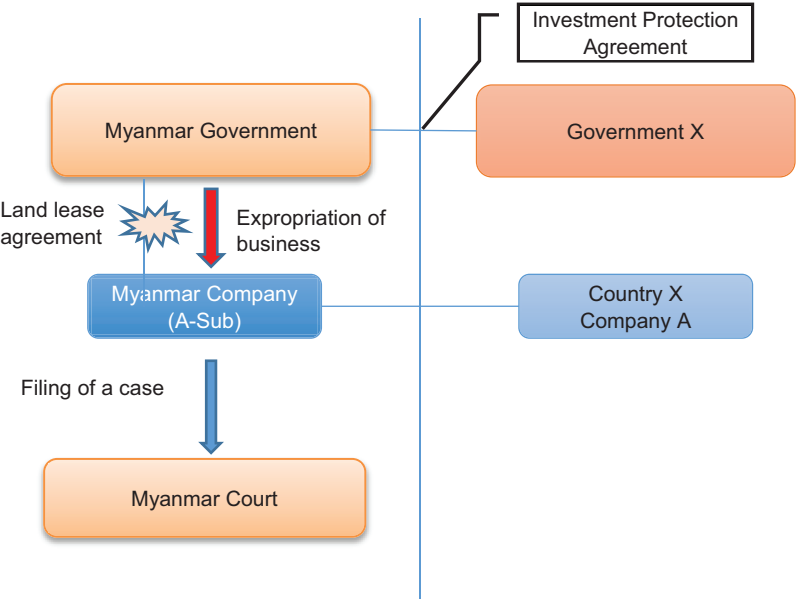 Investment Protection
Agreement
Myanmar Government
Government X
Land lease
agreement
Expropriation of
business
Myanmar Company
(A-Sub)
Country X
Company A
Filing of a case
Myanmar Court